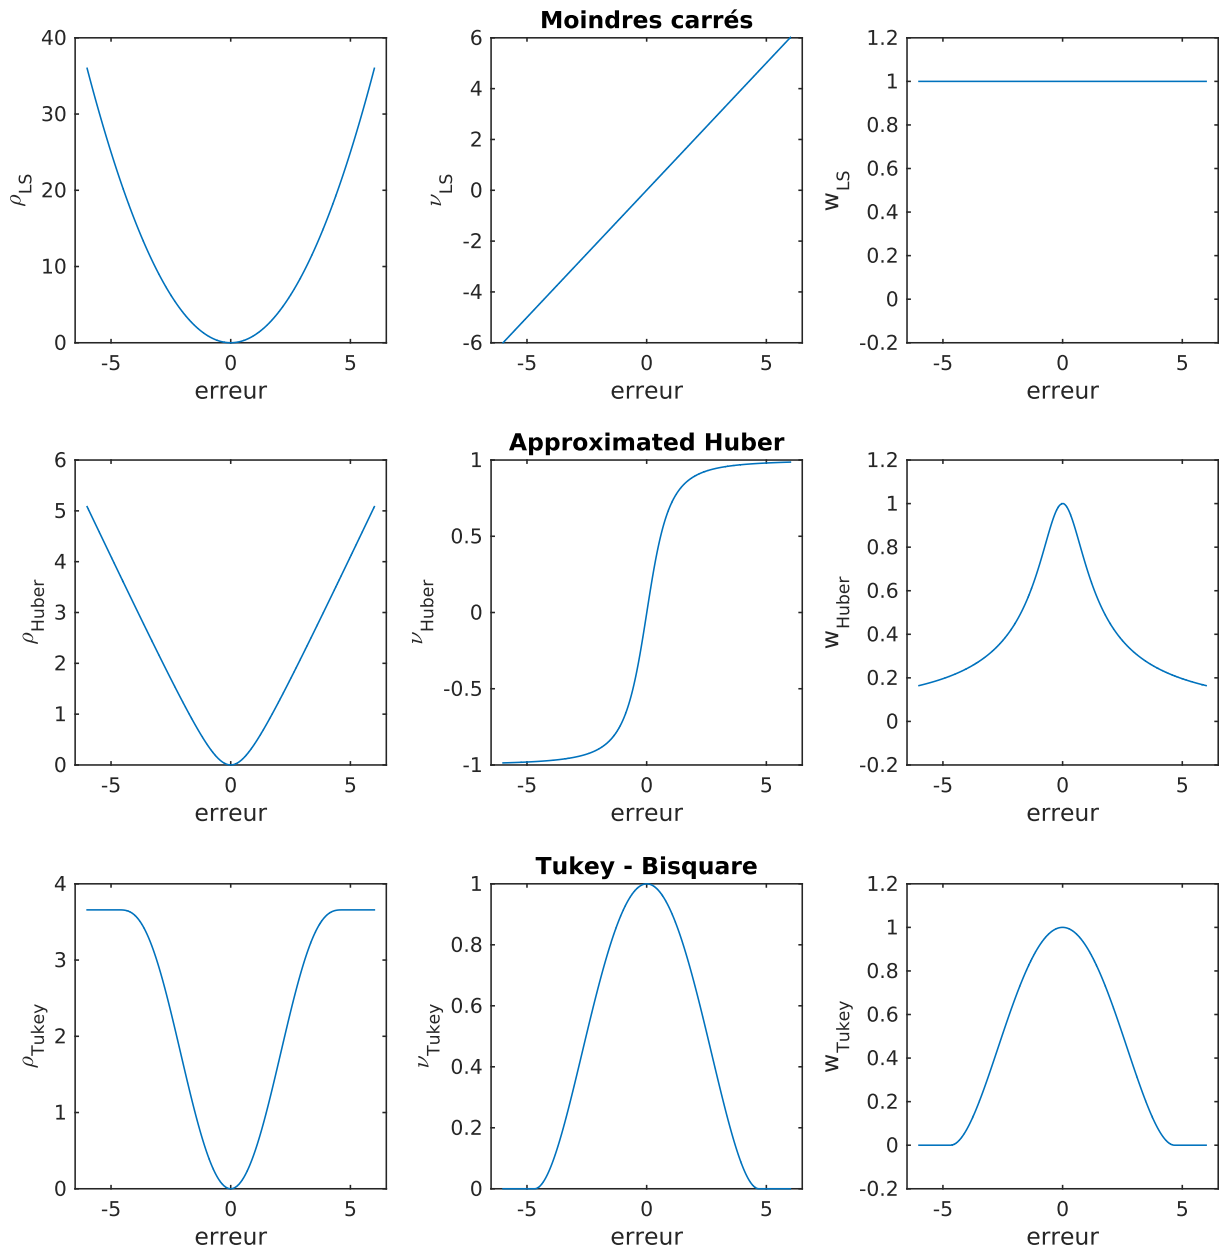 Moindres carrés
40
30
20
10
0
-5 0 5
erreur
ρLS
6
4
2
0
-2
-4
-6
-5 0 5
erreur
νLS
1.2
1
0.8
0.6
0.4
0.2
0
-0.2
-5 0 5
erreur
wLS
Approximated Huber
6
5
4
3
2
1
0
-5 0 5
erreur
ρHuber
1
0.5
0
-0.5
-1
-5 0 5
erreur
νHuber
1.2
1
0.8
0.6
0.4
0.2
0
-0.2
-5 0 5
erreur
wHuber
Tukey - Bisquare
4
3
2
1
0
-5 0 5
erreur
ρTukey
1
0.8
0.6
0.4
0.2
0
-5 0 5
erreur
νTukey
1.2
1
0.8
0.6
0.4
0.2
0
-0.2
-5 0 5
erreur
wTukey